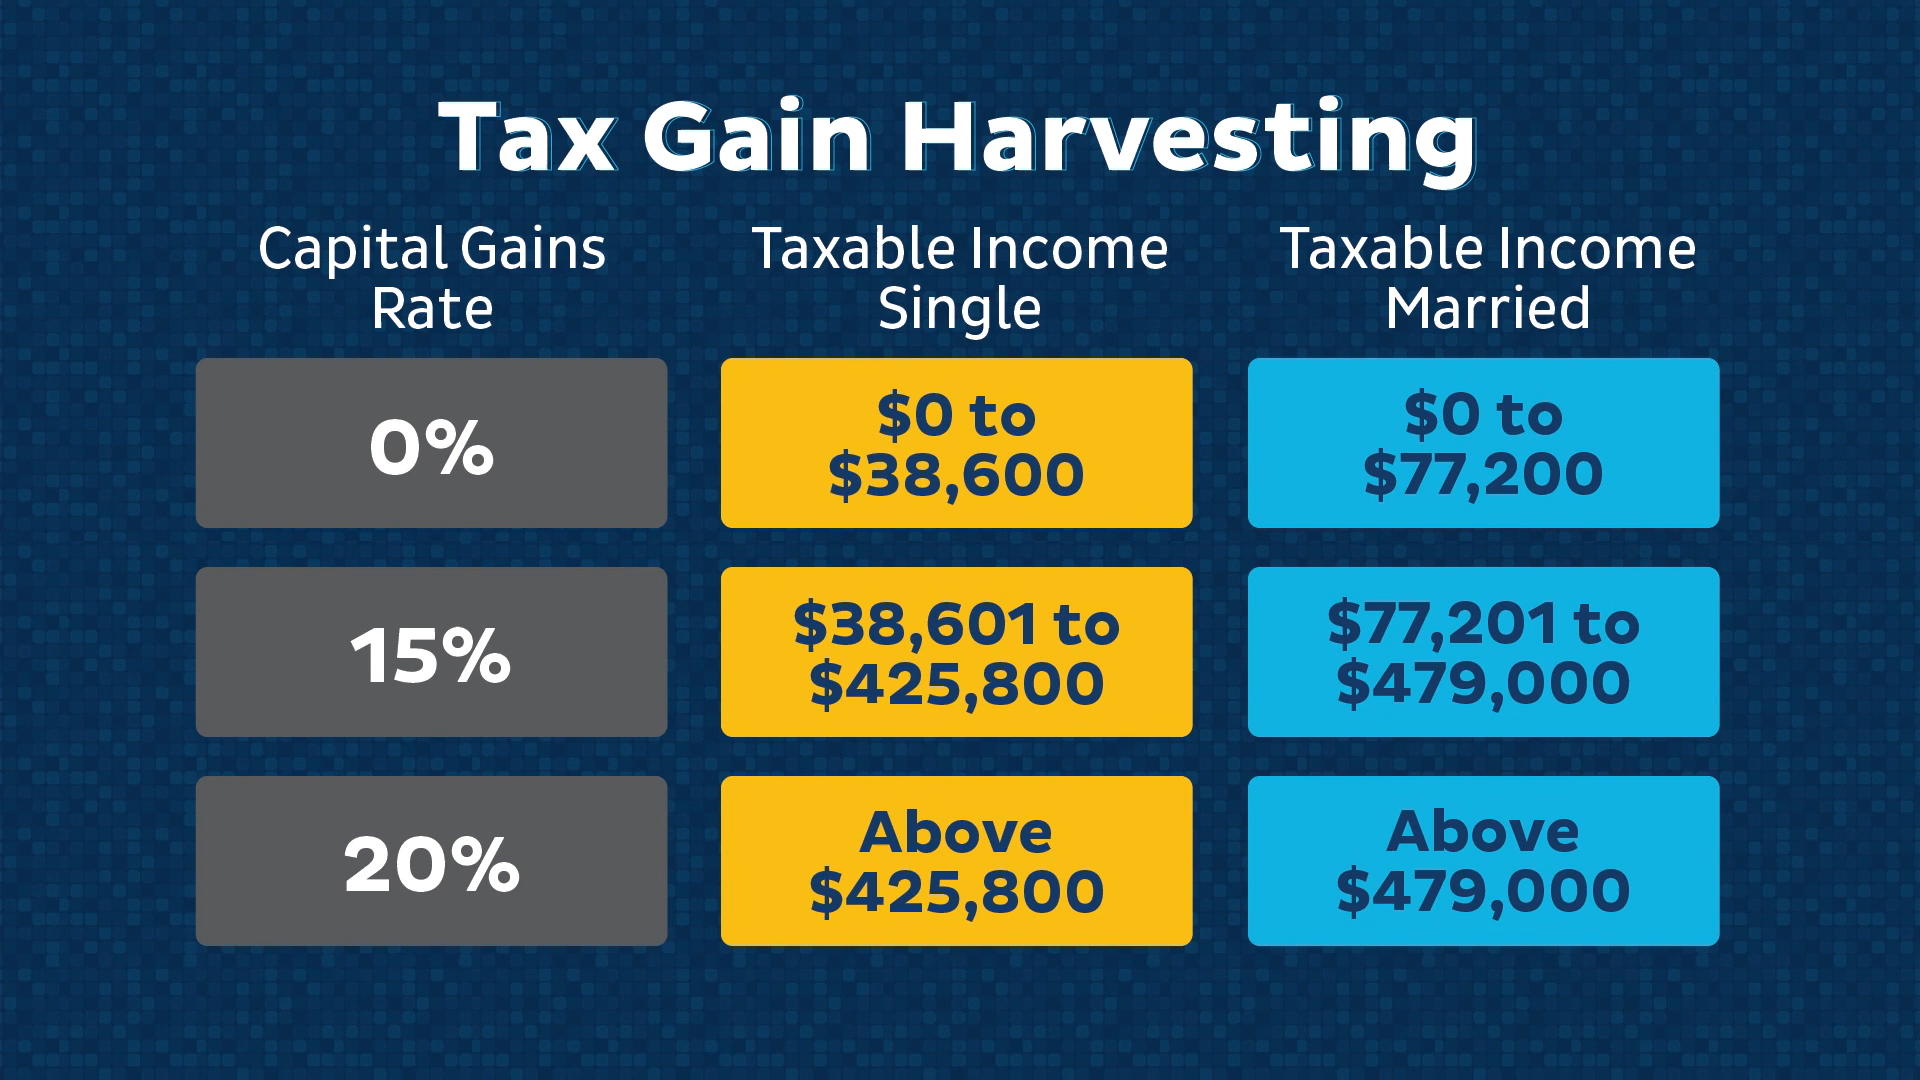 Tax Gain Harvesting
Capital Gains
Rate
Taxable Income
Single
Taxable Income
Married
0%
$0 to
$38,600
$0 to
$77,200
15%
$38,601 to
$425,800
$77,201 to
$479,000
20%
Above
$425,800
Above
$479,000